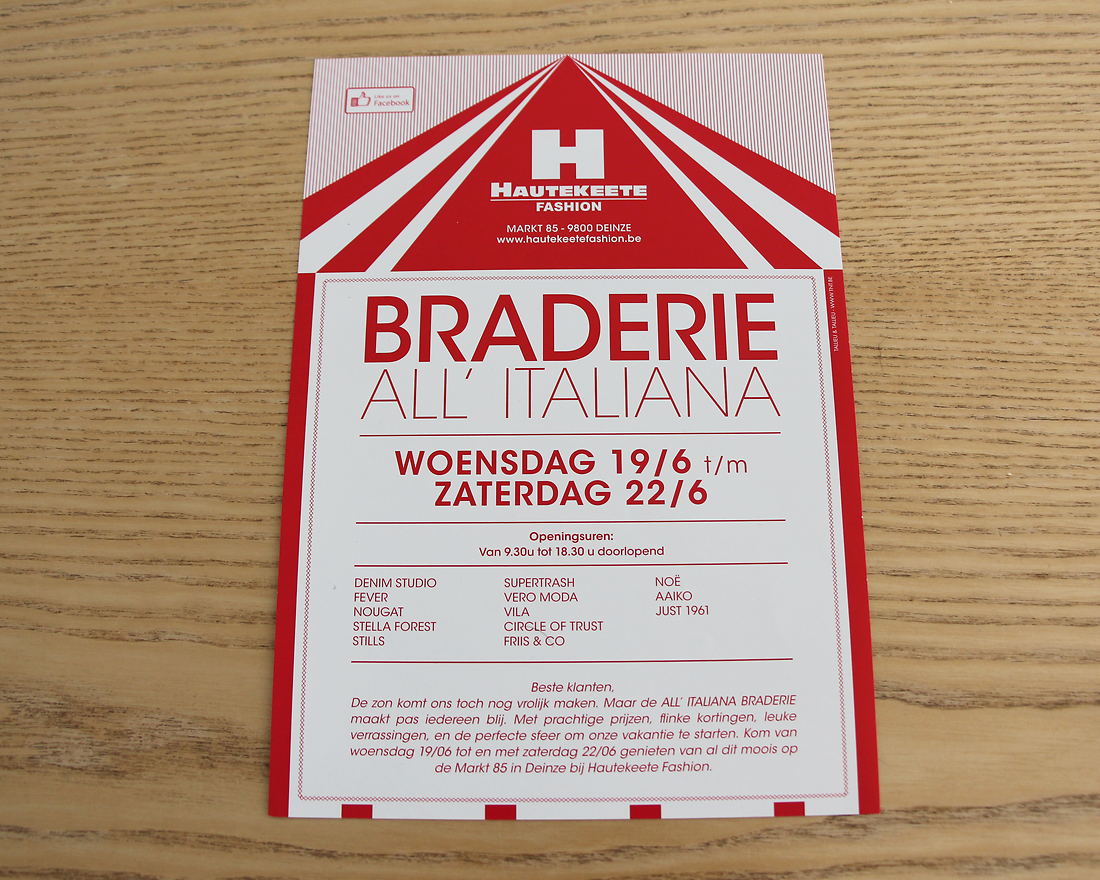 Like us on
Facebook
H
HAUTEKEETE
FASHION
MARKT 85 - 9800 DEINZE
www.hautekeetefashion.be
TALLIEU & TALLIEU - WWW.TNT.BE
BRADERIE
ALL' ITALIANA
WOENSDAG 19/6 t/m
ZATERDAG 22/6
Openingsuren:
Van 9.30u tot 18.30 u doorlopend
DENIM STUDIO
FEVER
NOUGAT
STELLA FOREST
STILLS
SUPERTRASH
VERO MODA
VILA
CIRCLE OF TRUST
FRIIS & CO
NOË
AAIKO
JUST 1961
Beste klanten,
De zon komt ons toch nog vrolijk maken. Maar de ALL' ITALIANA BRADERIE
maakt pas iedereen blij. Met prachtige prijzen, flinke kortingen, leuke
verrassingen, en de perfecte sfeer om onze vakantie te starten. Kom van
woensdag 19/06 tot en met zaterdag 22/06 genieten van al dit moois op
de Markt 85 in Deinze bij Hautekeete Fashion.